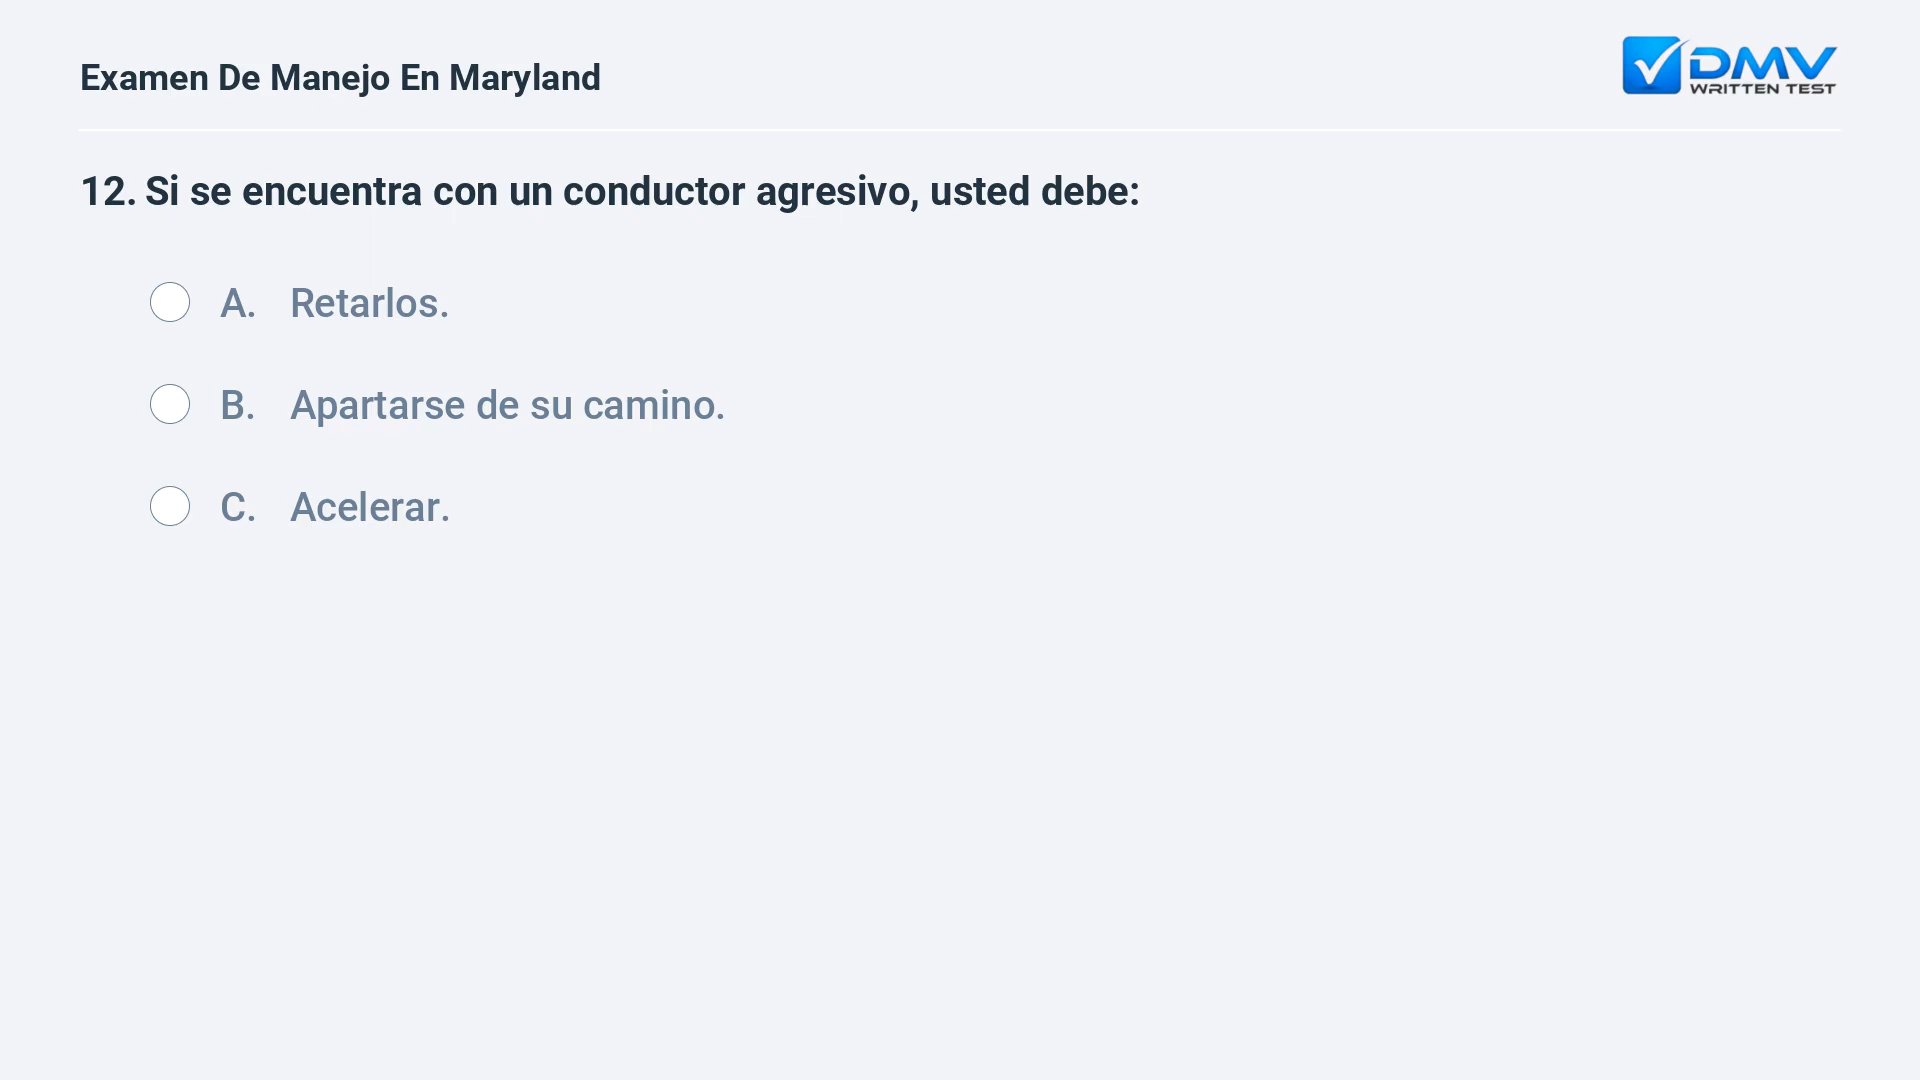 Examen De Manejo En Maryland
DMV
WRITTEN TEST
12. Si se encuentra con un conductor agresivo, usted debe:
A. Retarlos.
B. Apartarse de su camino.
C. Acelerar.